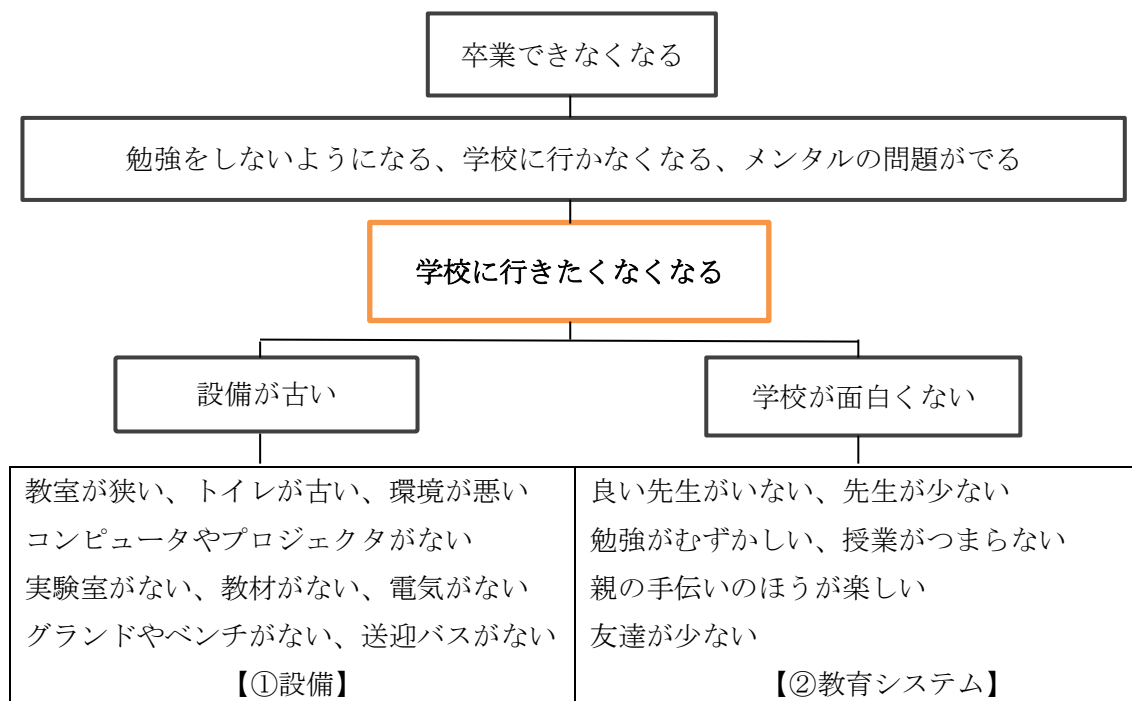 卒業できなくなる
勉強をしないようになる、学校に行かなくなる、メンタルの問題がでる
学校に行きたくなくなる
設備が古い
学校が面白くない
教室が狭い、トイレが古い、環境が悪い
コンピュータやプロジェクタがない
実験室がない、教材がない、電気がない
グランドやベンチがない、送迎バスがない
【①設備】
良い先生がいない、先生が少ない
勉強がむずかしい、授業がつまらない
親の手伝いのほうが楽しい
友達が少ない
【②教育システム】